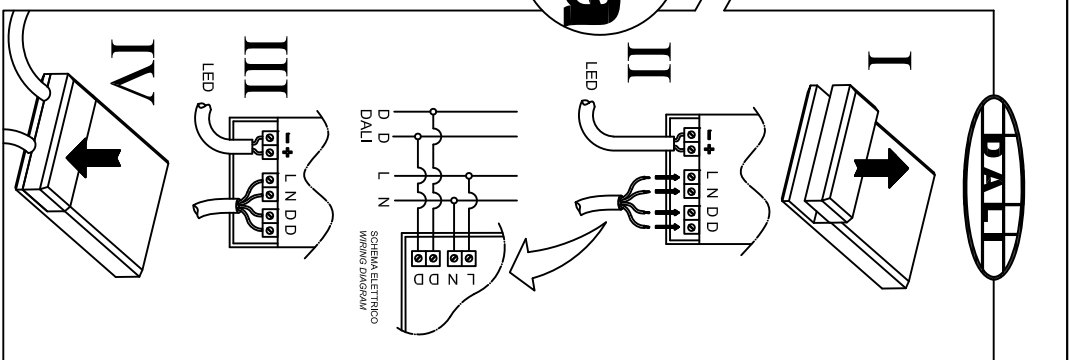 DALI
I
II
LED
- +
L N D D
D D
DALI
L
N
L N D D
SCHEMA ELETTRICO
WIRING DIAGRAM
III
LED
- +
L N D D
IV